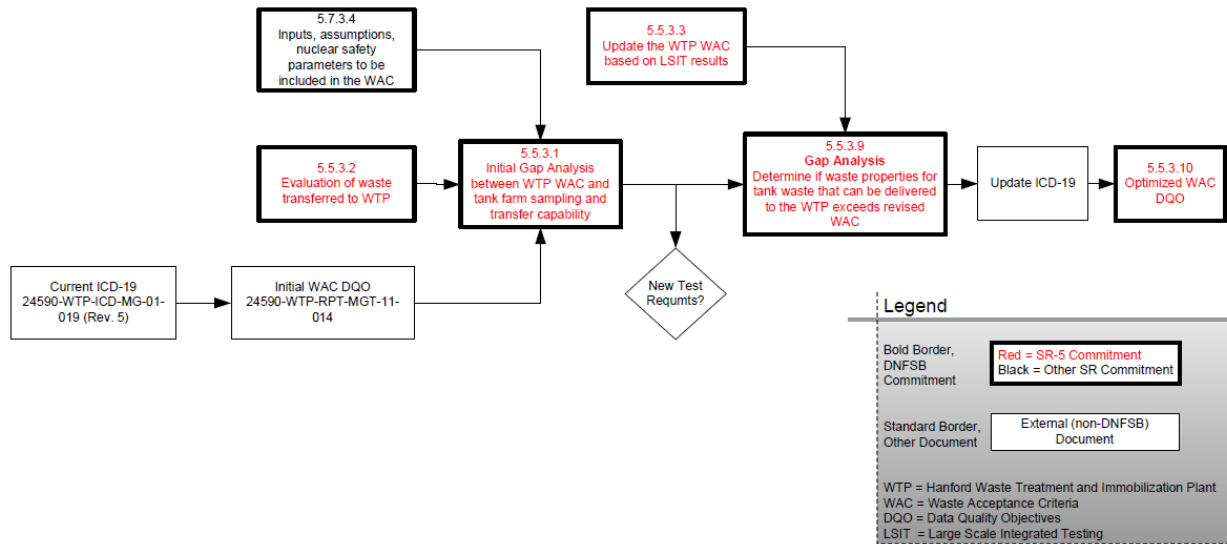 5.7.3.4
Inputs, assumptions,
nuclear safety
parameters to be
included in the WAC
5.5.3.3
Update the WTP WAC
based on LSIT results
5.5.3.2
Evaluation of waste
transferred to WTP
5.5.3.1
Initial Gap Analysis
between WTP WAC and
tank farm sampling and
transfer capability
5.5.3.9
Gap Analysis
Determine if waste properties for
tank waste that can be delivered
to the WTP exceeds revised
WAC
Update ICD-19
5.5.3.10
Optimized WAC
DQO
Current ICD-19
24590-WTP-ICD-MG-01-
019 (Rev. 5)
Initial WAC DQO
24590-WTP-RPT-MGT-11-
014
New Test
Requmts?
Legend
Bold Border,
DNFSB
Commitment
Red = SR-5 Commitment
Black = Other SR Commitment
Standard Border,
Other Document
External (non-DNFSB)
Document
WTP = Hanford Waste Treatment and Immobilization Plant
WAC = Waste Acceptance Criteria
DQO = Data Quality Objectives
LSIT = Large Scale Integrated Testing